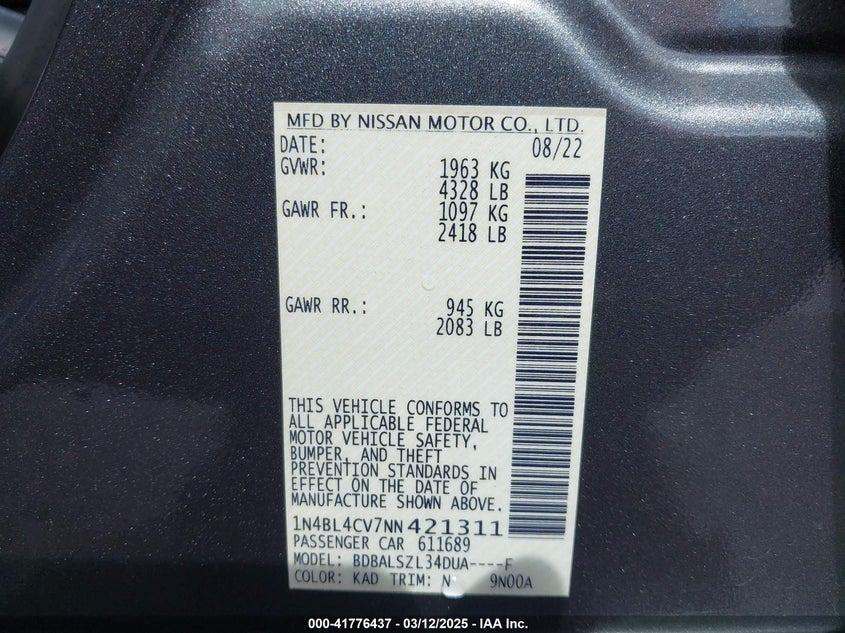 MFD BY NISSAN MOTOR CO., LTD.
DATE: 08/22
GVWR: 1963 KG
4328 LB
GAWR FR.: 1097 KG
2418 LB
GAWR RR.: 945 KG
2083 LB
THIS VEHICLE CONFORMS TO
ALL APPLICABLE FEDERAL
MOTOR VEHICLE SAFETY,
BUMPER, AND THEFT
PREVENTION STANDARDS IN
EFFECT ON THE DATE OF
MANUFACTURE SHOWN ABOVE.
1N4BL4CV7NN421311
PASSENGER CAR 611689
MODEL: BDBALSZL34DUA----F
COLOR: KAD TRIM: N 9N00A
000-41776437 - 03/12/2025 - IAA Inc.